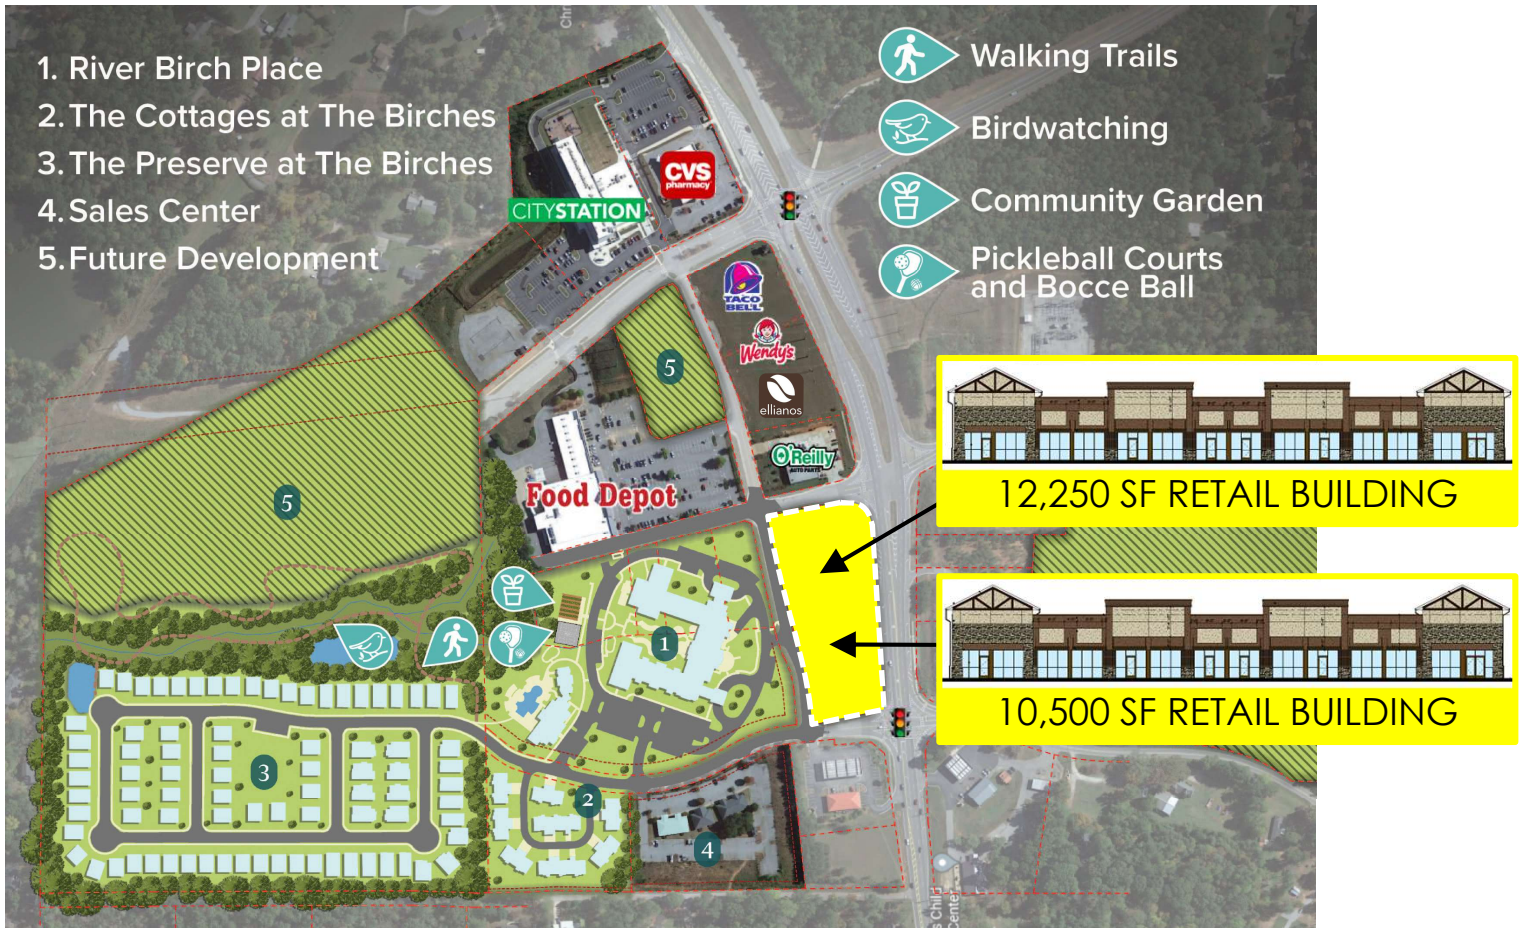 1. River Birch Place
2. The Cottages at The Birches
3. The Preserve at The Birches
4. Sales Center
5. Future Development
Walking Trails
Birdwatching
Community Garden
Pickleball Courts
and Bocce Ball
Chr
CVS
pharmacy
CITYSTATION
TACO
BELL
Wendy's
ellianos
O'Reilly
AUTO PARTS
Food Depot
5
5
12,250 SF RETAIL BUILDING
10,500 SF RETAIL BUILDING
1
2
3
4
s Chil
Center